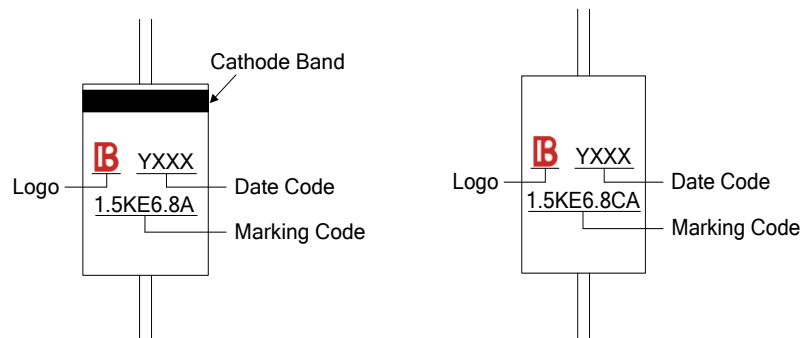 Cathode Band
B YXXX
Logo Date Code
1.5KE6.8A
Marking Code
B YXXX
Logo Date Code
1.5KE6.8CA
Marking Code